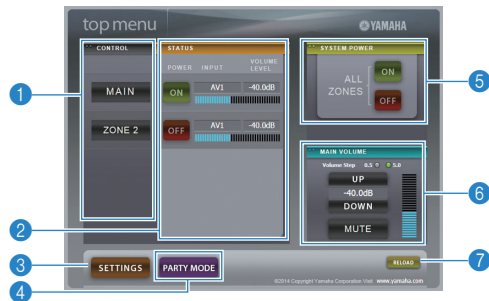 top menu
YAMAHA
CONTROL
STATUS
SYSTEM POWER
POWER INPUT VOLUME LEVEL
1
MAIN
ON
AV1
-40.0dB
ALL ZONES
ON
OFF
5
ZONE 2
OFF
AV1
-40.0dB
MAIN VOLUME
Volume Step 0.5 5.0
UP
-40.0dB
DOWN
MUTE
6
2
3
SETTINGS
PARTY MODE
RELOAD
7
4
©2014 Copyright Yamaha Corporation Visit www.yamaha.com